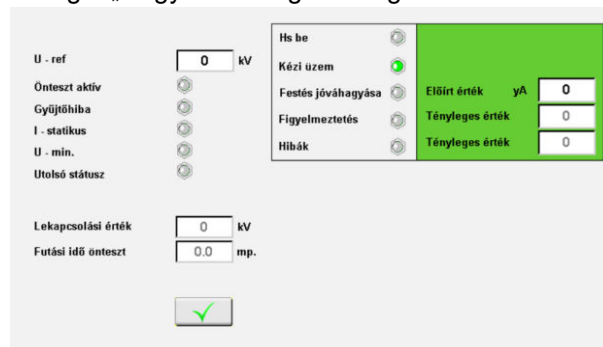 U - ref 0 kV
Önteszt aktív
Gyüjtőhiba
I - statikus
U - min.
Utolsó státusz
Lekapcsolási érték 0 kV
Futási idő önteszt 0.0 mp.
Hs be
Kézi üzem
Festés jóváhagyása
Figyelmeztetés
Hibák
Előírt érték yA 0
Tényleges érték 0
Tényleges érték 0